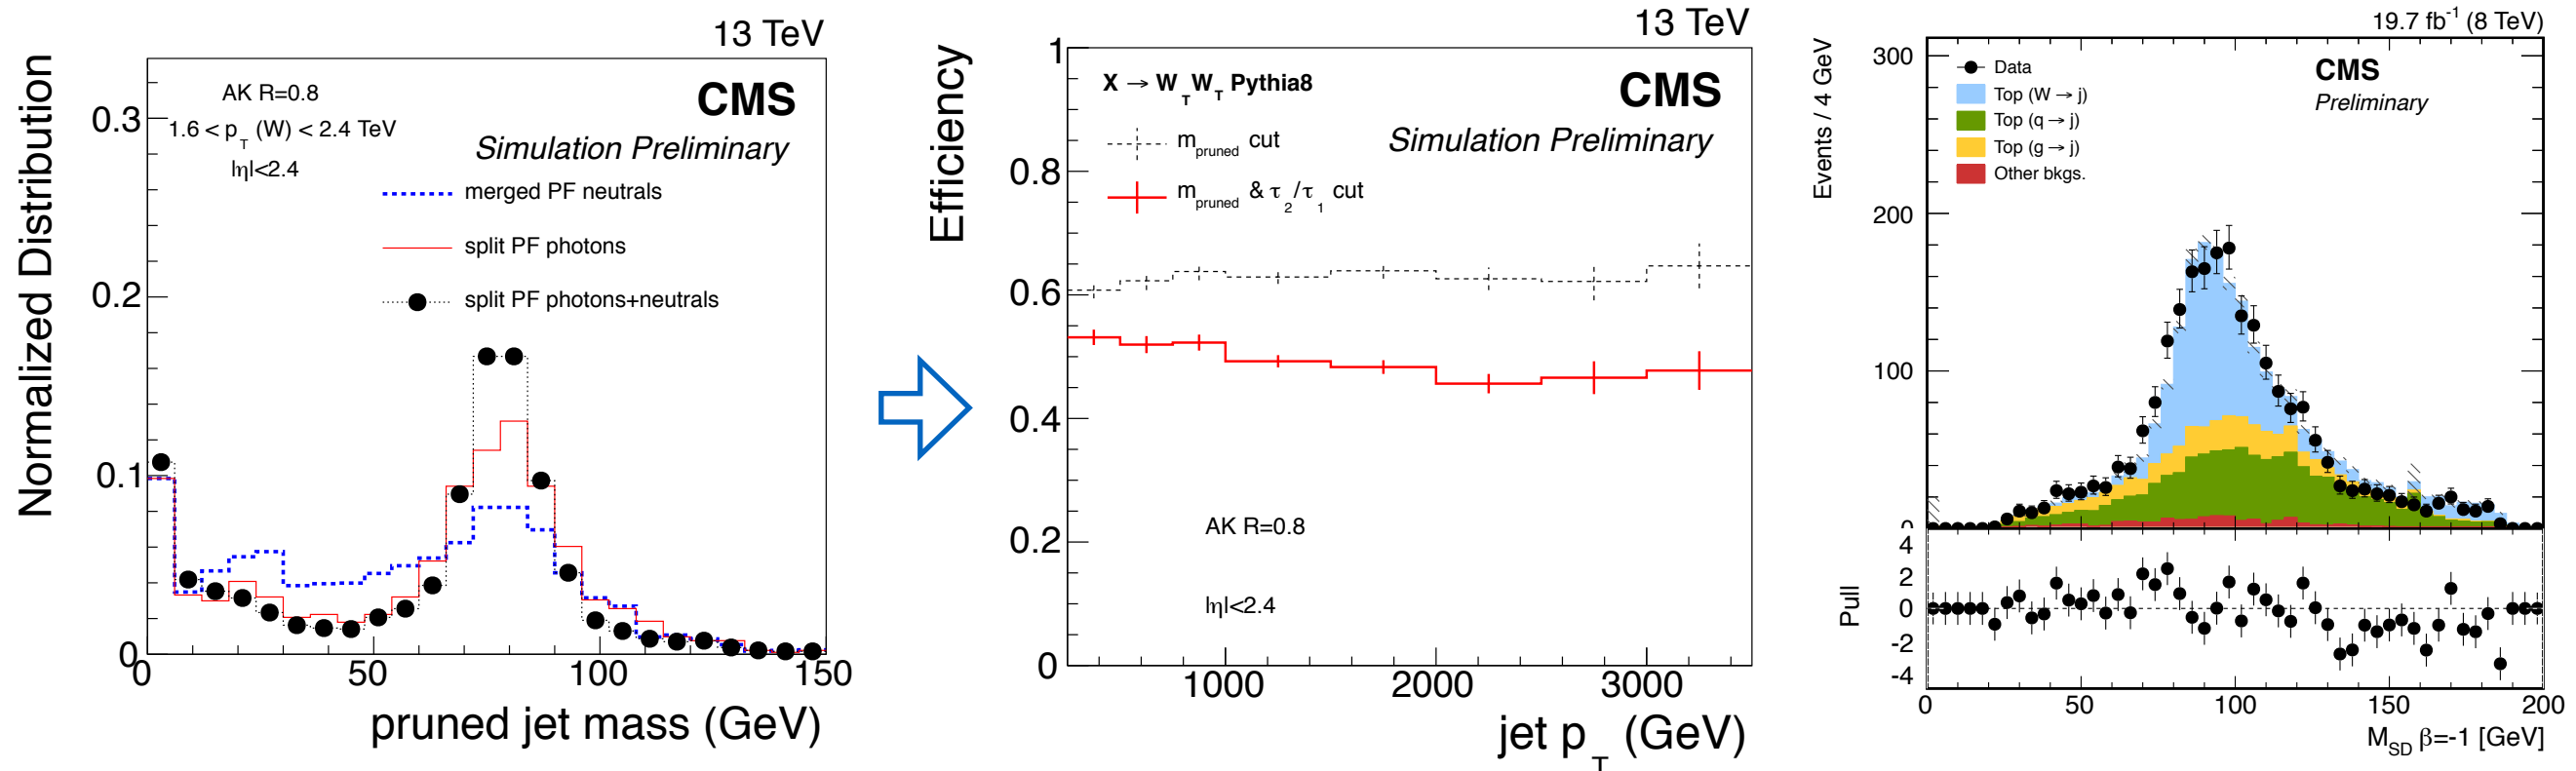 13 TeV
Normalized Distribution
AK R=0.8
1.6 < p_T (W) < 2.4 TeV
|η|<2.4
CMS
Simulation Preliminary
merged PF neutrals
split PF photons
split PF photons+neutrals
0.3
0.2
0.1
0
0 50 100 150
pruned jet mass (GeV)
13 TeV
Efficiency
X → W_T W_T Pythia8
CMS
Simulation Preliminary
m_pruned cut
m_pruned & τ_2/τ_1 cut
1
0.8
0.6
0.4
0.2
0
AK R=0.8
|η|<2.4
1000 2000 3000
jet p_T (GeV)
19.7 fb⁻¹ (8 TeV)
Events / 4 GeV
300
200
100
0
Data
Top (W → j)
Top (q → j)
Top (g → j)
Other bkgs.
CMS
Preliminary
Pull
4
2
0
-2
-4
0 50 100 150 200
M_SD β=-1 [GeV]